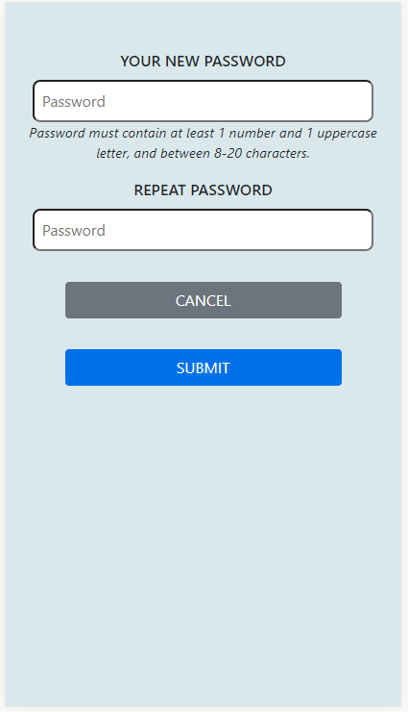 YOUR NEW PASSWORD
Password
Password must contain at least 1 number and 1 uppercase
letter, and between 8-20 characters.
REPEAT PASSWORD
Password
CANCEL
SUBMIT